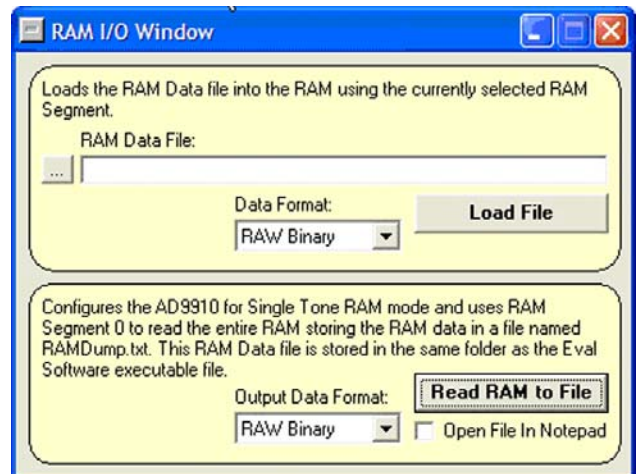 RAM I/O Window
Loads the RAM Data file into the RAM using the currently selected RAM
Segment.
RAM Data File:
...
Data Format:
Load File
RAW Binary
Configures the AD9910 for Single Tone RAM mode and uses RAM
Segment 0 to read the entire RAM storing the RAM data in a file named
RAMDump.txt. This RAM Data file is stored in the same folder as the Eval
Software executable file.
Output Data Format:
Read RAM to File
RAW Binary
Open File In Notepad